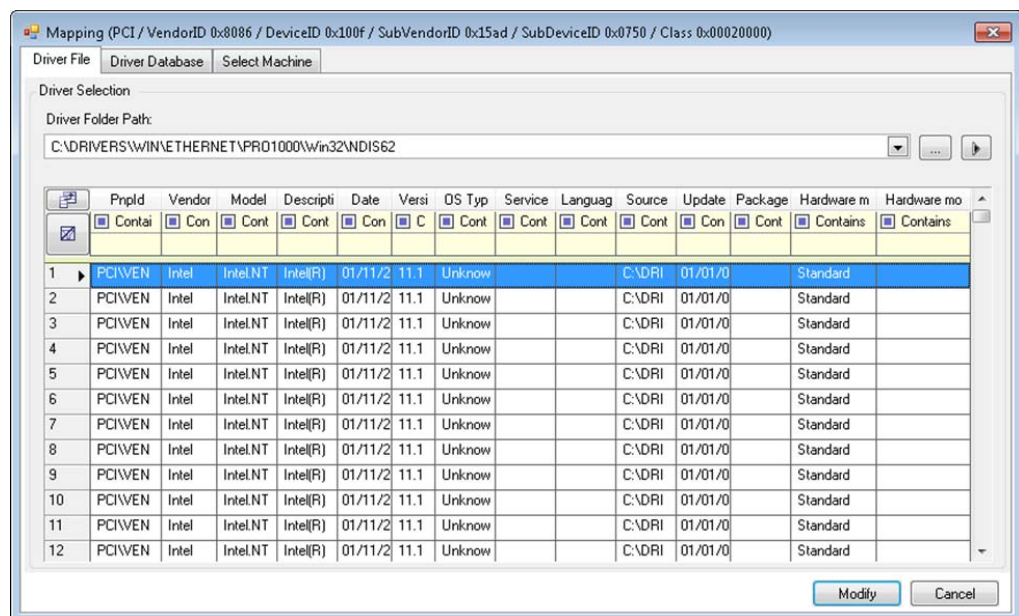 Mapping (PCI / VendorID 0x8086 / DeviceID 0x100f / SubVendorID 0x15ad / SubDeviceID 0x0750 / Class 0x00020000)
Driver File Driver Database Select Machine
Driver Selection
Driver Folder Path:
C:\DRIVERS\WIN\ETHERNET\PRO1000\Win32\NDIS62 ...
PnpId Vendor Model Descripti Date Versi OS Typ Service Languag Source Update Package Hardware m Hardware mo
Contai Con Cont Cont Con C Cont Cont Cont Cont Con Cont Contains Contains
1 PCI\VEN Intel Intel.NT Intel(R) 01/11/2 11.1 Unknow C:\DRI 01/01/0 Standard
2 PCI\VEN Intel Intel.NT Intel(R) 01/11/2 11.1 Unknow C:\DRI 01/01/0 Standard
3 PCI\VEN Intel Intel.NT Intel(R) 01/11/2 11.1 Unknow C:\DRI 01/01/0 Standard
4 PCI\VEN Intel Intel.NT Intel(R) 01/11/2 11.1 Unknow C:\DRI 01/01/0 Standard
5 PCI\VEN Intel Intel.NT Intel(R) 01/11/2 11.1 Unknow C:\DRI 01/01/0 Standard
6 PCI\VEN Intel Intel.NT Intel(R) 01/11/2 11.1 Unknow C:\DRI 01/01/0 Standard
7 PCI\VEN Intel Intel.NT Intel(R) 01/11/2 11.1 Unknow C:\DRI 01/01/0 Standard
8 PCI\VEN Intel Intel.NT Intel(R) 01/11/2 11.1 Unknow C:\DRI 01/01/0 Standard
9 PCI\VEN Intel Intel.NT Intel(R) 01/11/2 11.1 Unknow C:\DRI 01/01/0 Standard
10 PCI\VEN Intel Intel.NT Intel(R) 01/11/2 11.1 Unknow C:\DRI 01/01/0 Standard
11 PCI\VEN Intel Intel.NT Intel(R) 01/11/2 11.1 Unknow C:\DRI 01/01/0 Standard
12 PCI\VEN Intel Intel.NT Intel(R) 01/11/2 11.1 Unknow C:\DRI 01/01/0 Standard
Modify Cancel